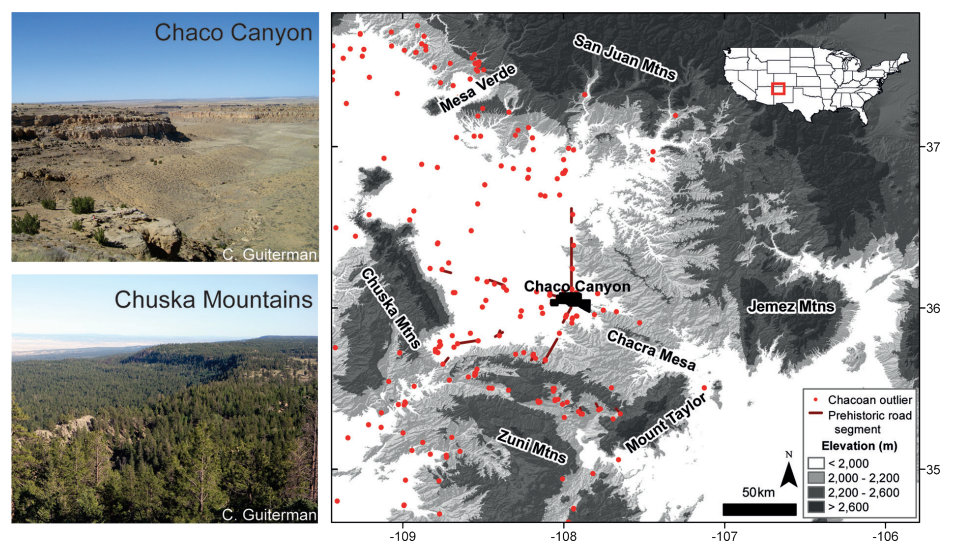 Chaco Canyon
C. Guiterman
Chuska Mountains
C. Guiterman
San Juan Mtns
Mesa Verde
37
Chuska Mtns
Chaco Canyon
36
Jemez Mtns
Chacra Mesa
Mount Taylor
Zuni Mtns
35
Chacoan outlier
Prehistoric road
segment
Elevation (m)
< 2,000
2,000 - 2,200
2,200 - 2,600
> 2,600
N
50km
-109
-108
-107
-106